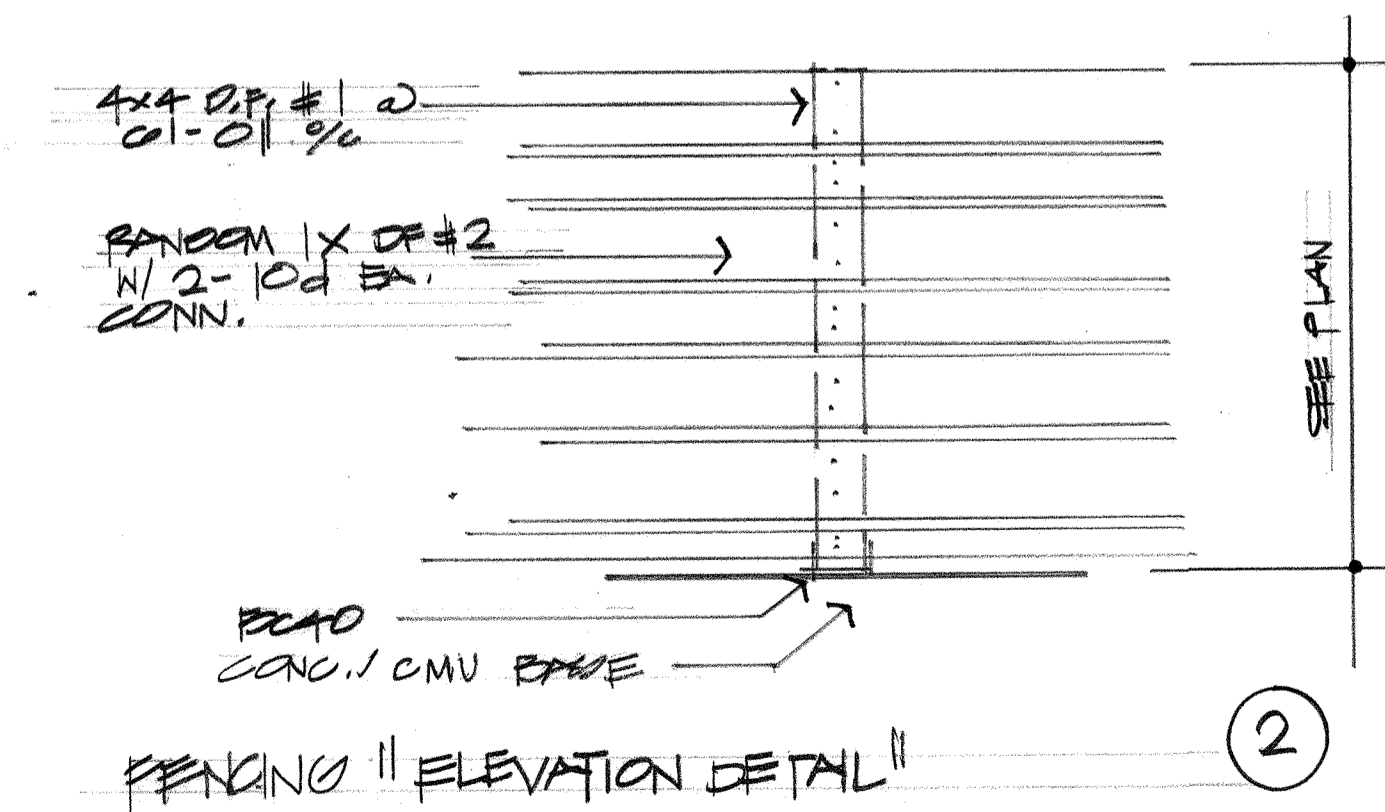 4x4 D.F. #1 @
6'-0" o/c
RANDOM 1X DF #2
W/ 2-10d EA.
CONN.
SEE PLAN
BC40
CONC./CMU BASE
FENCING "ELEVATION DETAIL"
2